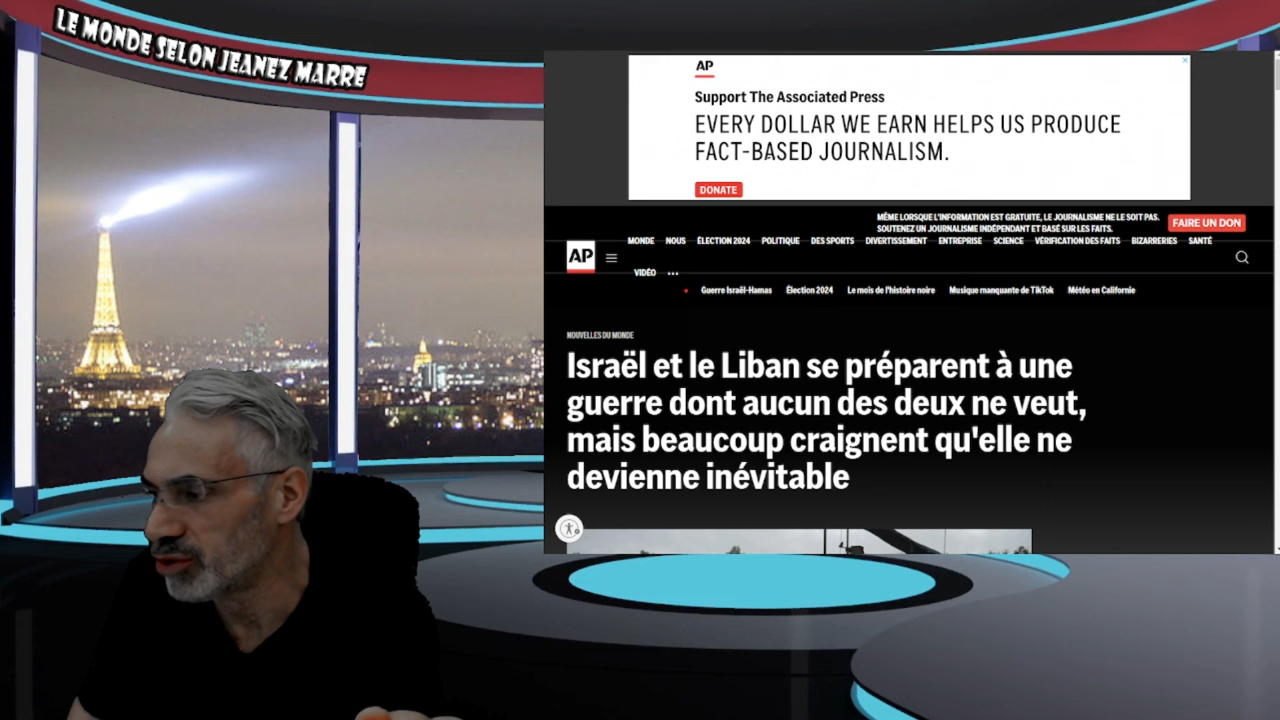 LE MONDE SELON JEANEZ MARRE
AP
Support The Associated Press
EVERY DOLLAR WE EARN HELPS US PRODUCE
FACT-BASED JOURNALISM.
DONATE
MÊME LORSQUE L'INFORMATION EST GRATUITE, LE JOURNALISME NE LE SOIT PAS.
SOUTENEZ UN JOURNALISME INDÉPENDANT ET BASÉ SUR LES FAITS.
FAIRE UN DON
AP
MONDE NOUS ÉLECTION 2024 POLITIQUE DES SPORTS DIVERTISSEMENT ENTREPRISE SCIENCE VÉRIFICATION DES FAITS BIZARRERIES SANTÉ
VIDÉO ...
Guerre Israël-Hamas Élection 2024 Le mois de l'histoire noire Musique manquante de TikTok Météo en Californie
NOUVELLES DU MONDE
Israël et le Liban se préparent à une
guerre dont aucun des deux ne veut,
mais beaucoup craignent qu'elle ne
devienne inévitable